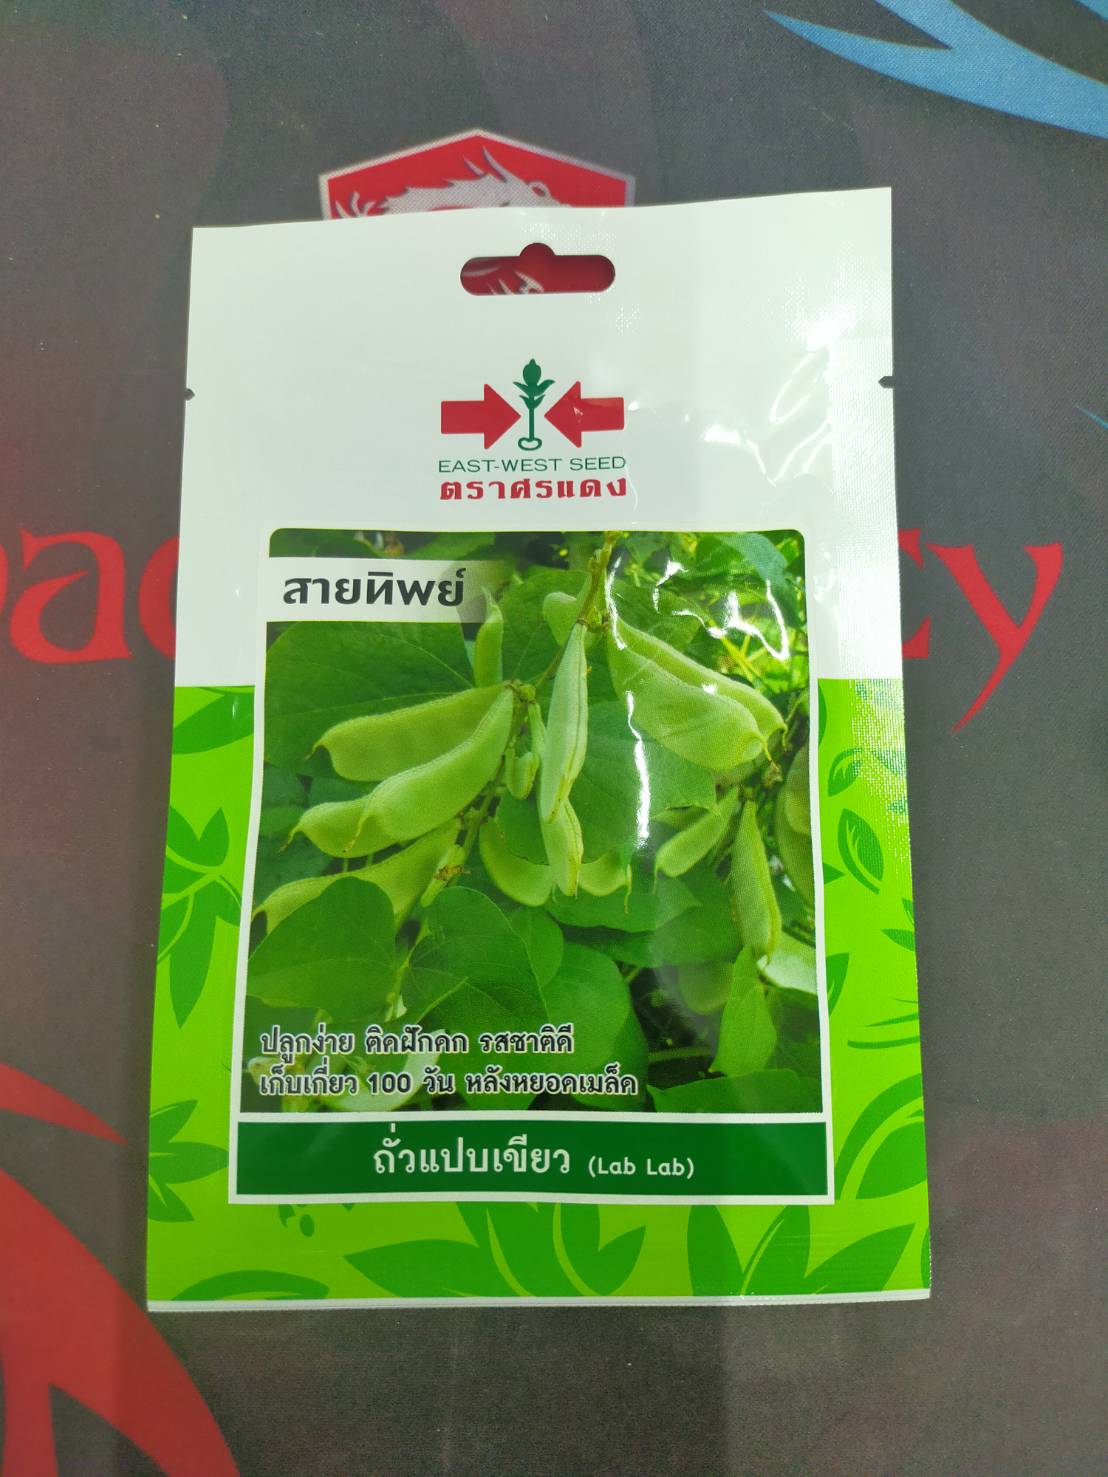 EAST-WEST SEED
ตราศรแดง
สายทิพย์
ปลูกง่าย ติดฝักดก รสชาติดี
เก็บเกี่ยว 100 วัน หลังหยอดเมล็ด
ถั่วแปบเขียว (Lab Lab)